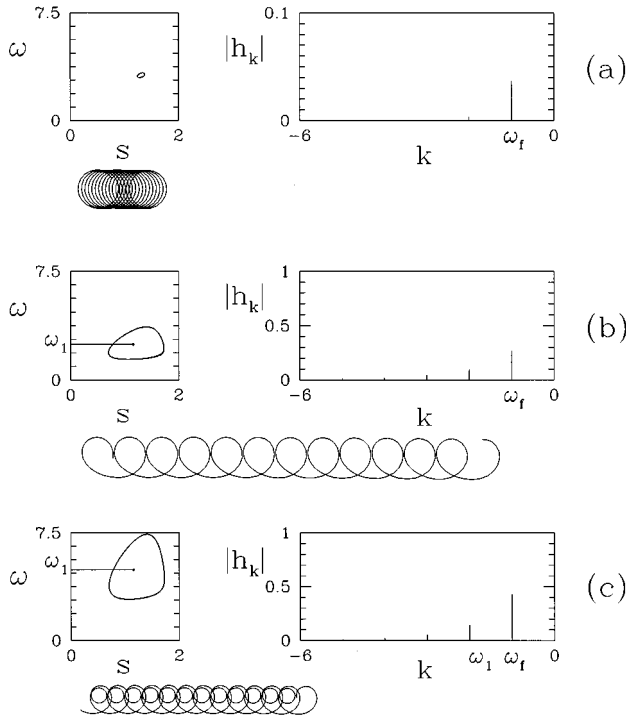 7.5 ω 0 0 S 2
0.1 |h_k| 0 -6 k ω_f 0
(a)
7.5 ω ω_1 0 0 S 2
1 |h_k| 0.5 0 -6 k ω_f 0
(b)
7.5 ω_1 ω 0 0 S 2
1 |h_k| 0.5 0 -6 k ω_1 ω_f 0
(c)